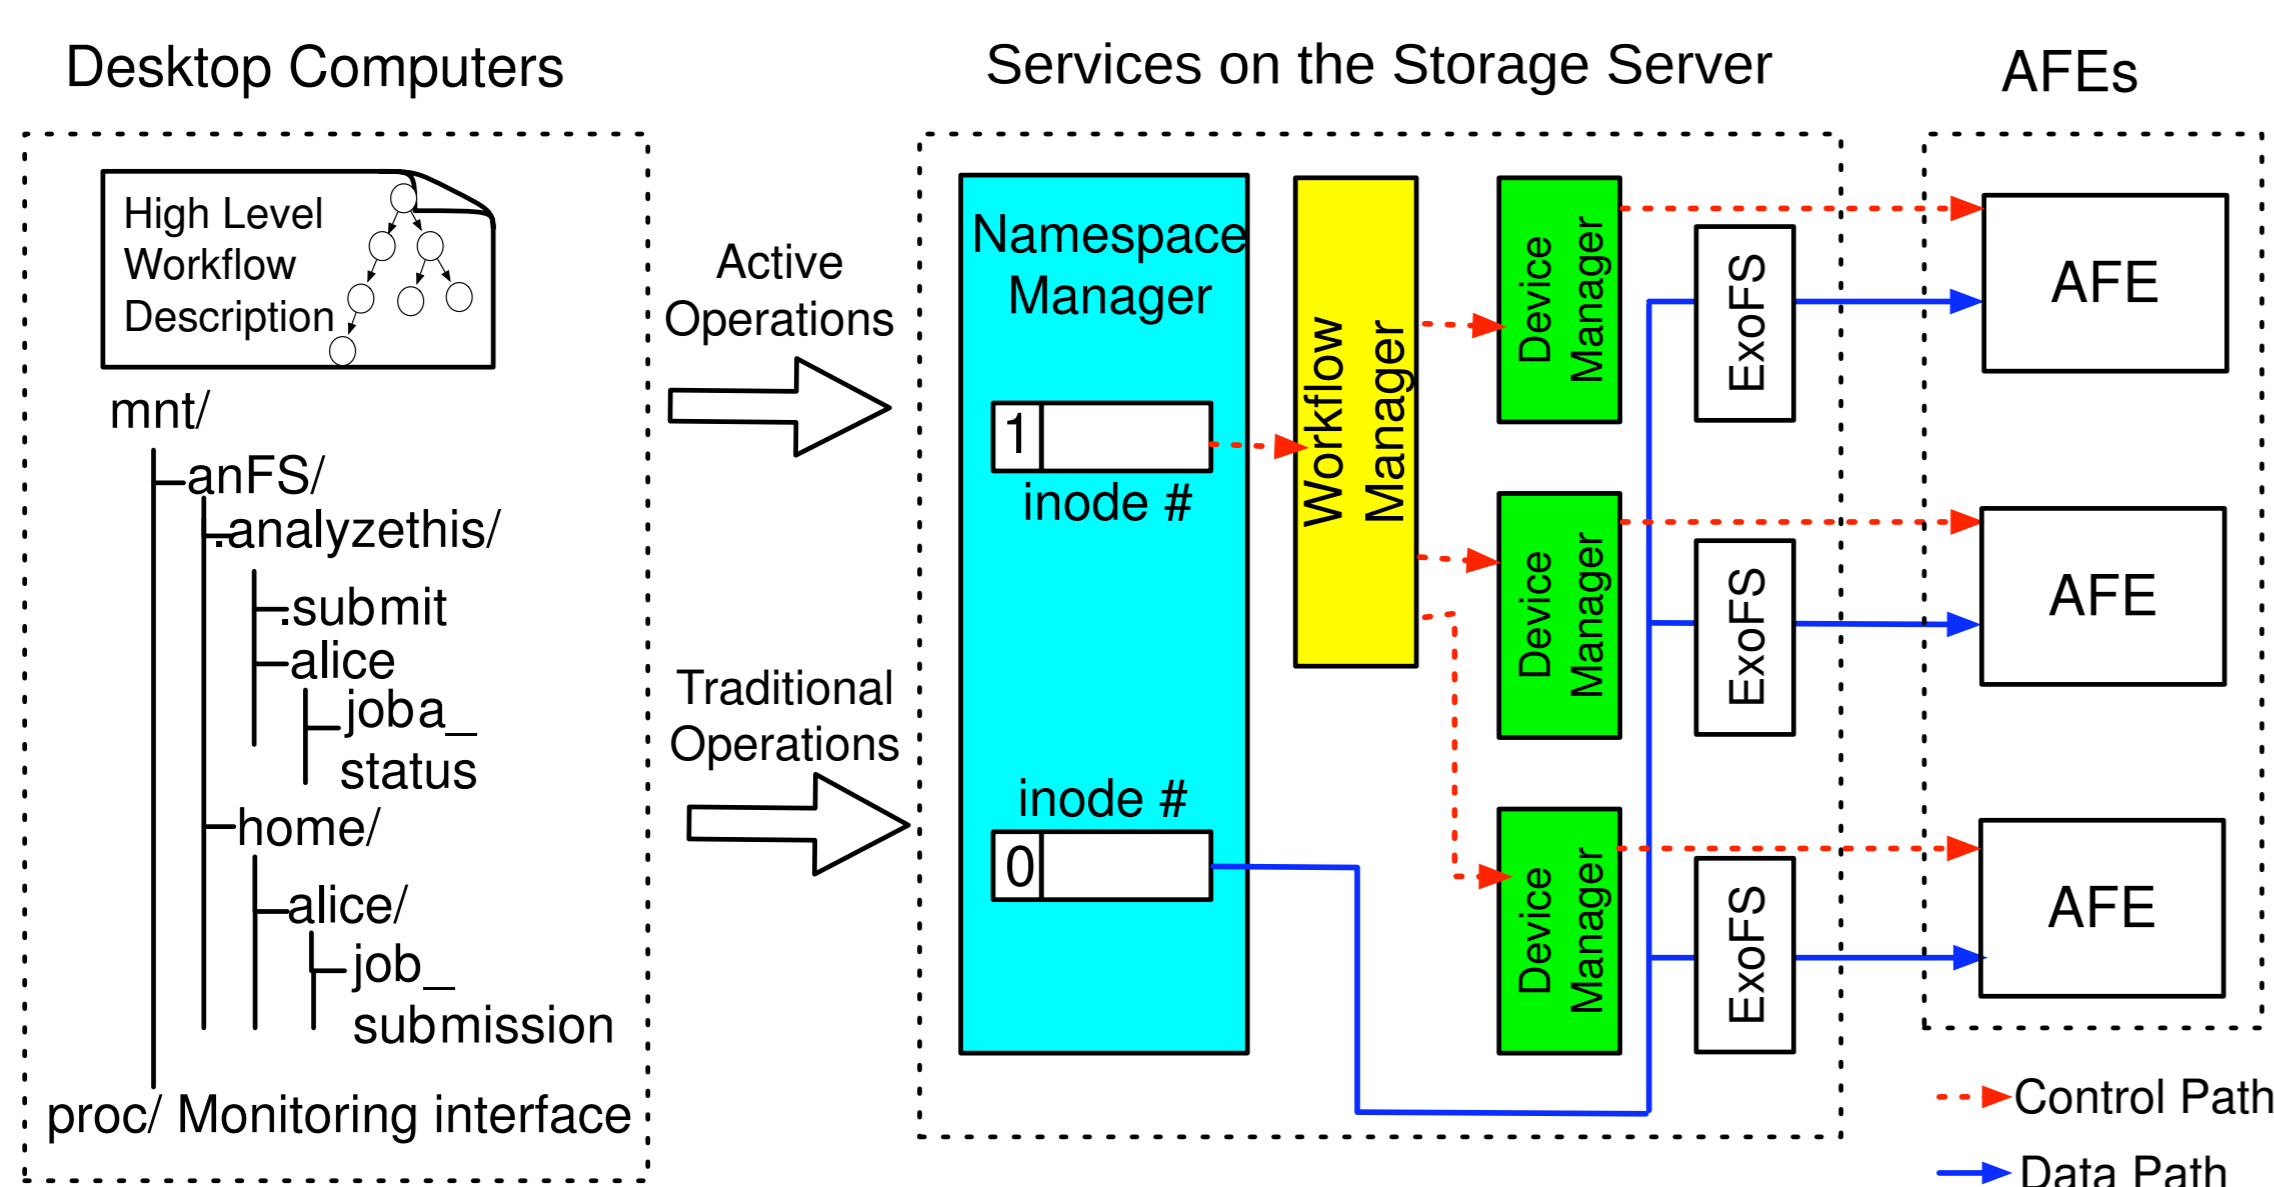 Desktop Computers
High Level
Workflow
Description
mnt/
anFS/
.analyzethis/
.submit
alice
joba_
status
home/
alice/
job_
submission
proc/ Monitoring interface
Active
Operations
Traditional
Operations
Services on the Storage Server
Namespace
Manager
1
inode #
inode #
0
Workflow
Manager
Device
Manager
ExoFS
Device
Manager
ExoFS
Device
Manager
ExoFS
AFEs
AFE
AFE
AFE
Control Path
Data Path